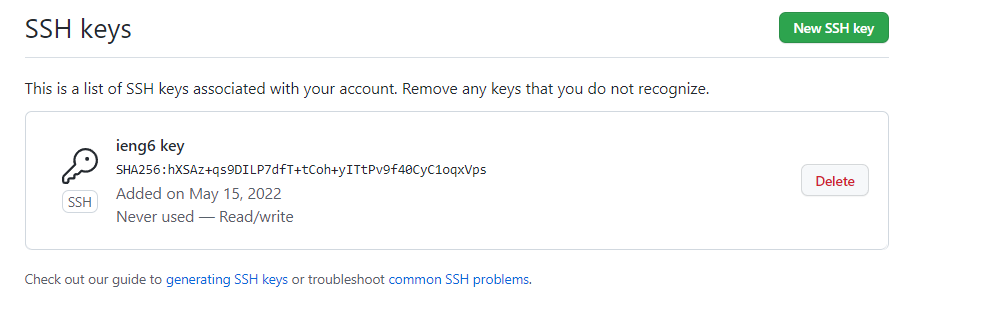 SSH keys
New SSH key
This is a list of SSH keys associated with your account. Remove any keys that you do not recognize.
ieng6 key
SHA256:hXSAz+qs9DILP7dfT+tCoh+yITtPv9f40CyC1oqxVps
Added on May 15, 2022
Never used — Read/write
SSH
Delete
Check out our guide to generating SSH keys or troubleshoot common SSH problems.